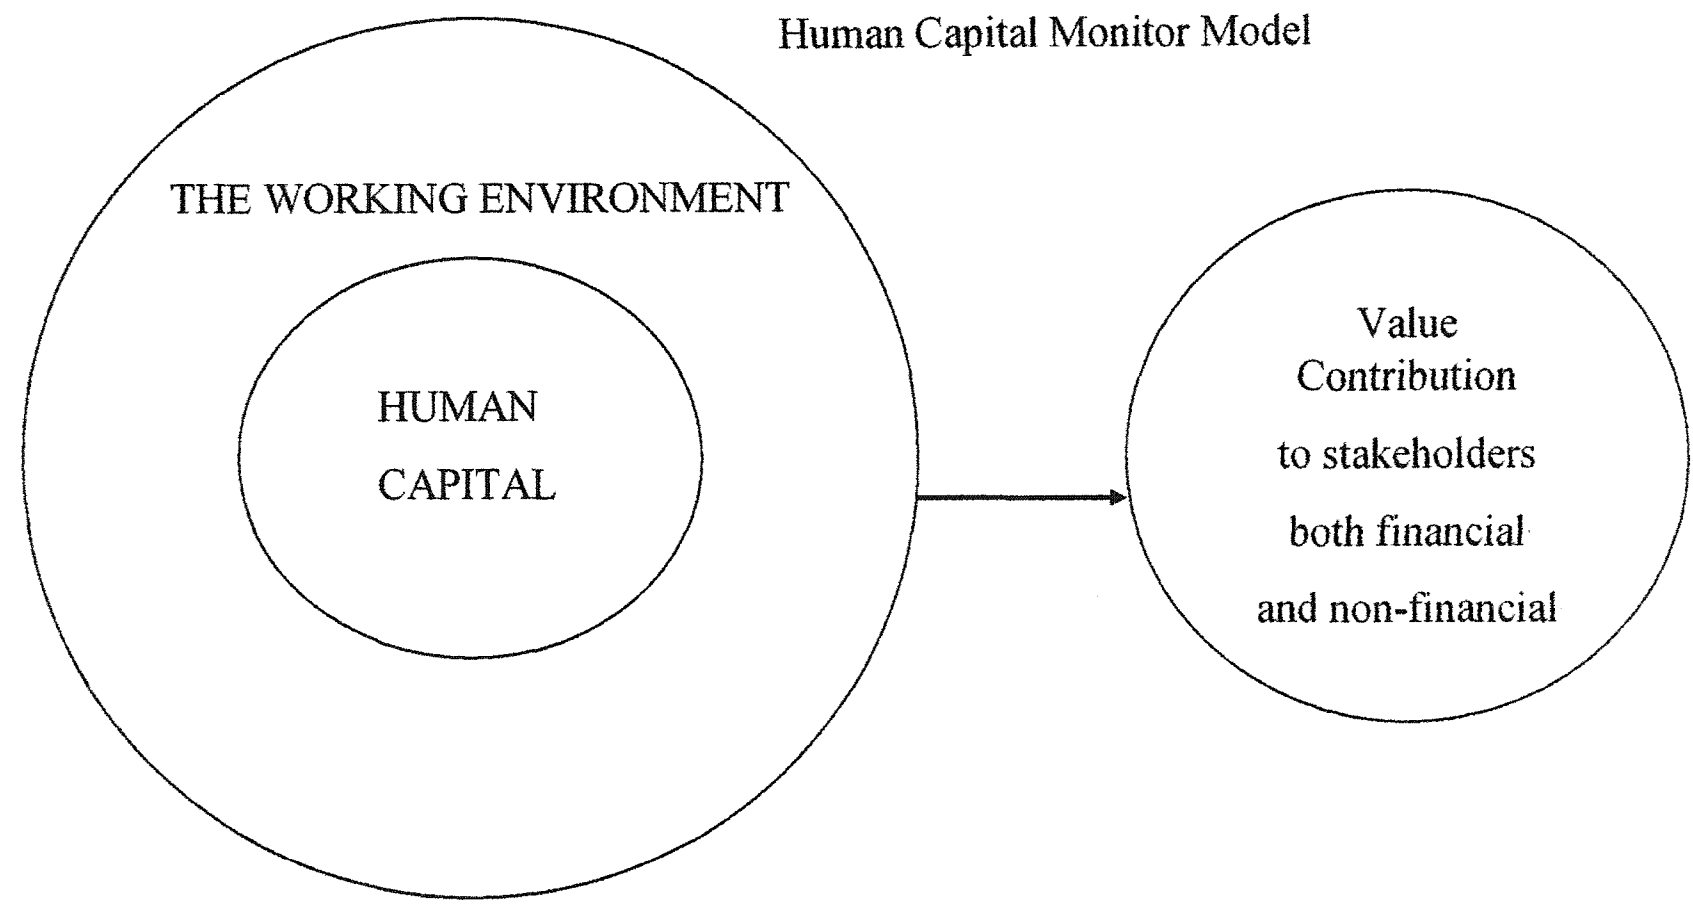 Human Capital Monitor Model
THE WORKING ENVIRONMENT
HUMAN
CAPITAL
Value
Contribution
to stakeholders
both financial
and non-financial